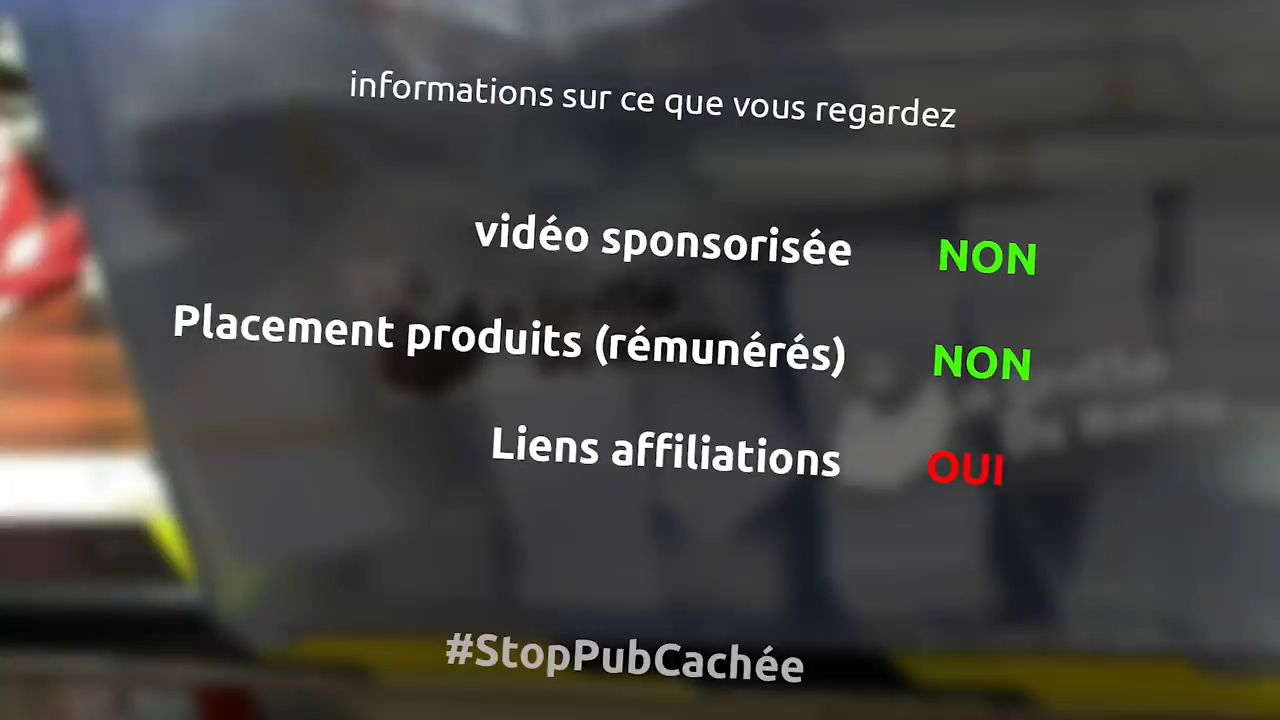 informations sur ce que vous regardez
vidéo sponsorisée NON
Placement produits (rémunérés) NON
Liens affiliations OUI
#StopPubCachée